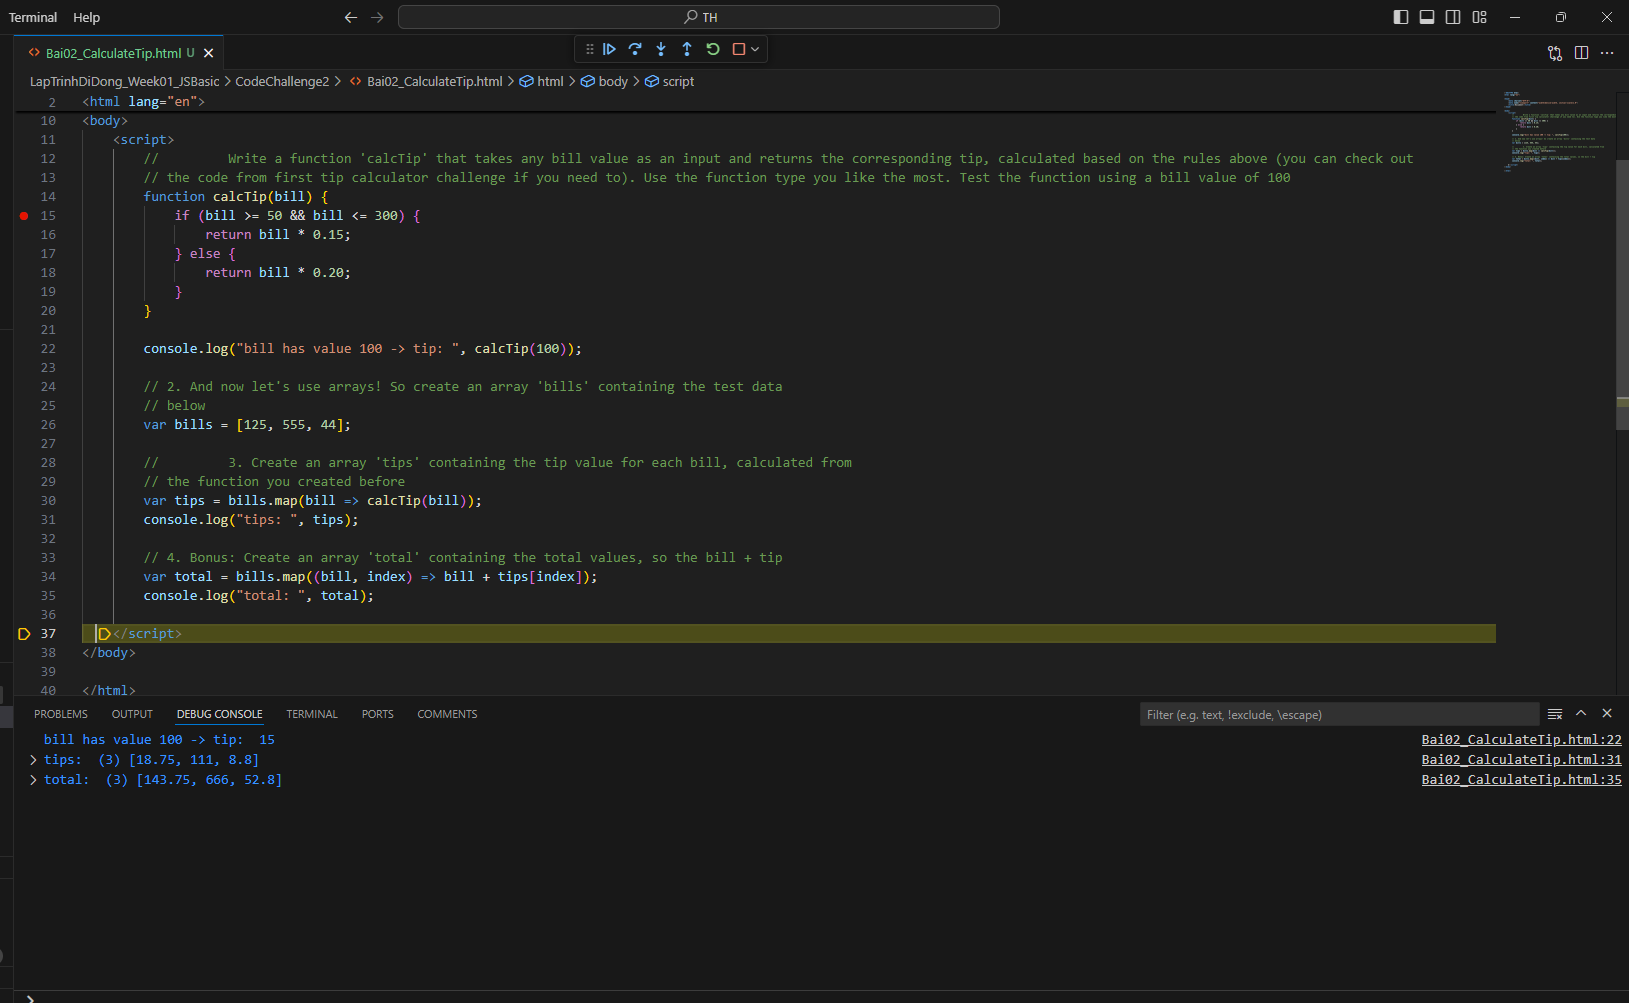 Terminal Help
TH
Bai02_CalculateTip.html U
LapTrinhDiDong_Week01_JSBasic > CodeChallenge2 > Bai02_CalculateTip.html > html > body > script
2 <html lang="en">
10 <body>
11 <script>
12 // Write a function 'calcTip' that takes any bill value as an input and returns the corresponding tip, calculated based on the rules above (you can check out
13 // the code from first tip calculator challenge if you need to). Use the function type you like the most. Test the function using a bill value of 100
14 function calcTip(bill) {
15 if (bill >= 50 && bill <= 300) {
16 return bill * 0.15;
17 } else {
18 return bill * 0.20;
19 }
20 }
21
22 console.log("bill has value 100 -> tip: ", calcTip(100));
23
24 // 2. And now let's use arrays! So create an array 'bills' containing the test data
25 // below
26 var bills = [125, 555, 44];
27
28 // 3. Create an array 'tips' containing the tip value for each bill, calculated from
29 // the function you created before
30 var tips = bills.map(bill => calcTip(bill));
31 console.log("tips: ", tips);
32
33 // 4. Bonus: Create an array 'total' containing the total values, so the bill + tip
34 var total = bills.map((bill, index) => bill + tips[index]);
35 console.log("total: ", total);
36
37 </script>
38 </body>
39
40 </html>
PROBLEMS OUTPUT DEBUG CONSOLE TERMINAL PORTS COMMENTS
Filter (e.g. text, !exclude, \escape)
bill has value 100 -> tip: 15 Bai02_CalculateTip.html:22
> tips: (3) [18.75, 111, 8.8] Bai02_CalculateTip.html:31
> total: (3) [143.75, 666, 52.8] Bai02_CalculateTip.html:35